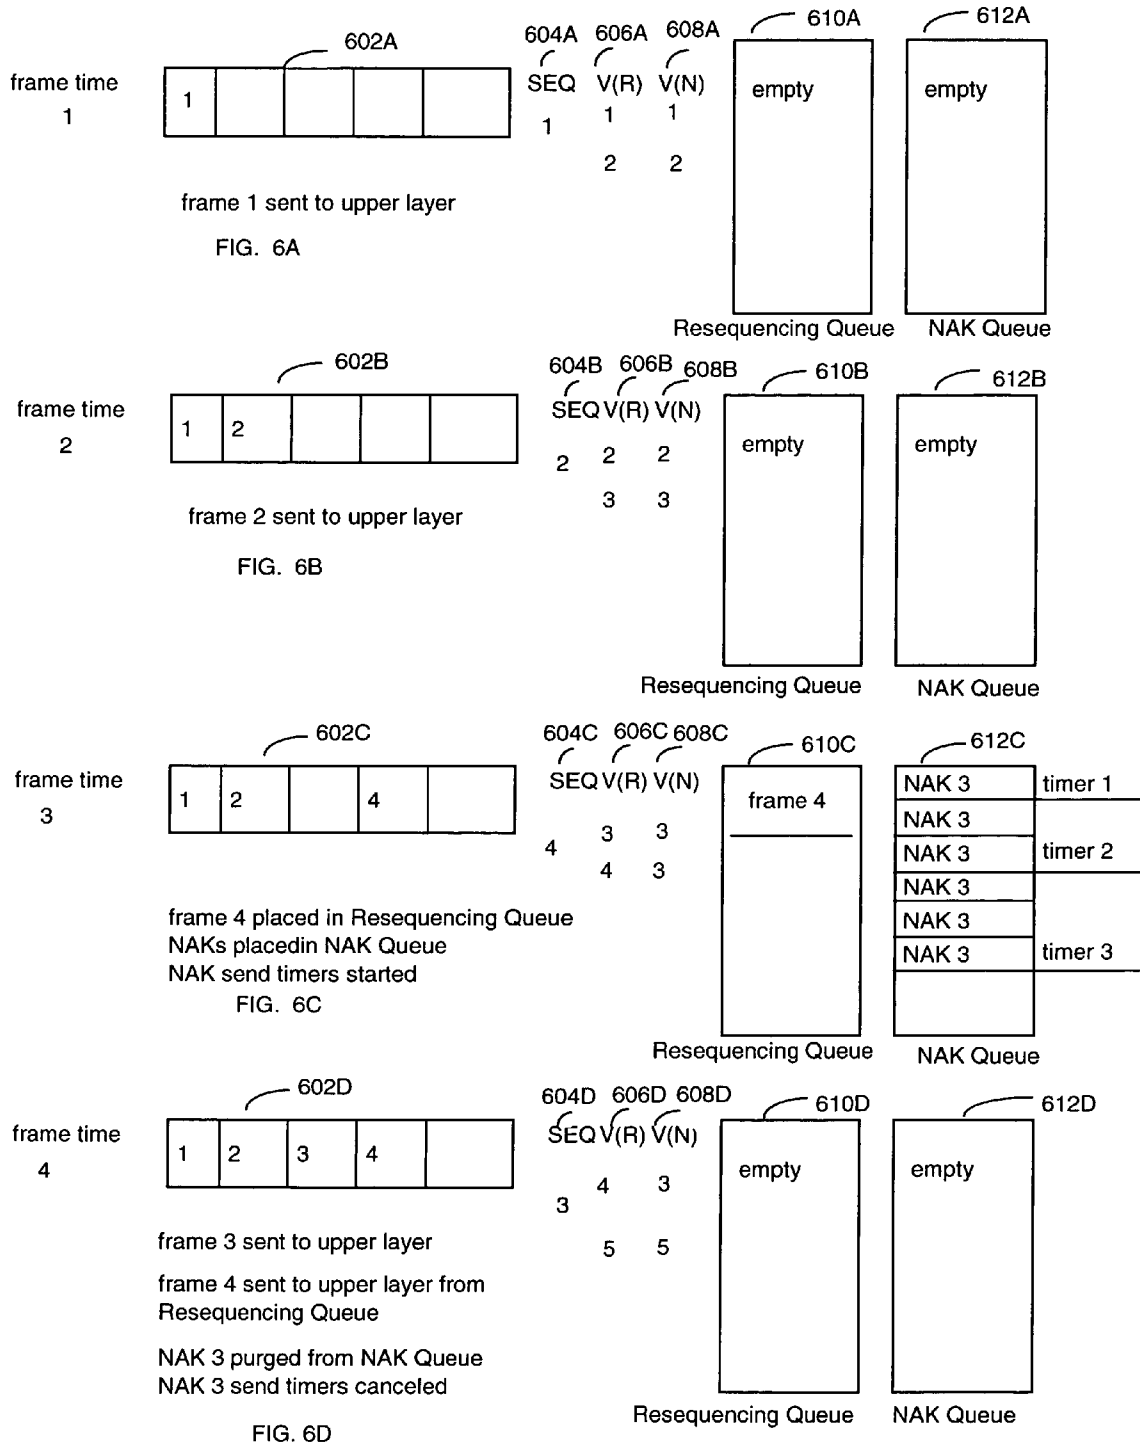 602A
604A 606A 608A
610A
612A
frame time
1
1
SEQ V(R) V(N)
1 1 1
2 2
empty
empty
frame 1 sent to upper layer
FIG. 6A
Resequencing Queue
NAK Queue
602B
604B 606B 608B
610B
612B
frame time
2
1 2
SEQ V(R) V(N)
2 2 2
3 3
empty
empty
frame 2 sent to upper layer
FIG. 6B
Resequencing Queue
NAK Queue
602C
604C 606C 608C
610C
612C
frame time
3
1 2 4
SEQ V(R) V(N)
4 3 3
4 3
frame 4
NAK 3 timer 1
NAK 3
NAK 3 timer 2
NAK 3
NAK 3
NAK 3 timer 3
frame 4 placed in Resequencing Queue
NAKs placedin NAK Queue
NAK send timers started
FIG. 6C
Resequencing Queue
NAK Queue
602D
604D 606D 608D
610D
612D
frame time
4
1 2 3 4
SEQ V(R) V(N)
3 4 3
5 5
empty
empty
frame 3 sent to upper layer
frame 4 sent to upper layer from
Resequencing Queue
NAK 3 purged from NAK Queue
NAK 3 send timers canceled
FIG. 6D
Resequencing Queue
NAK Queue